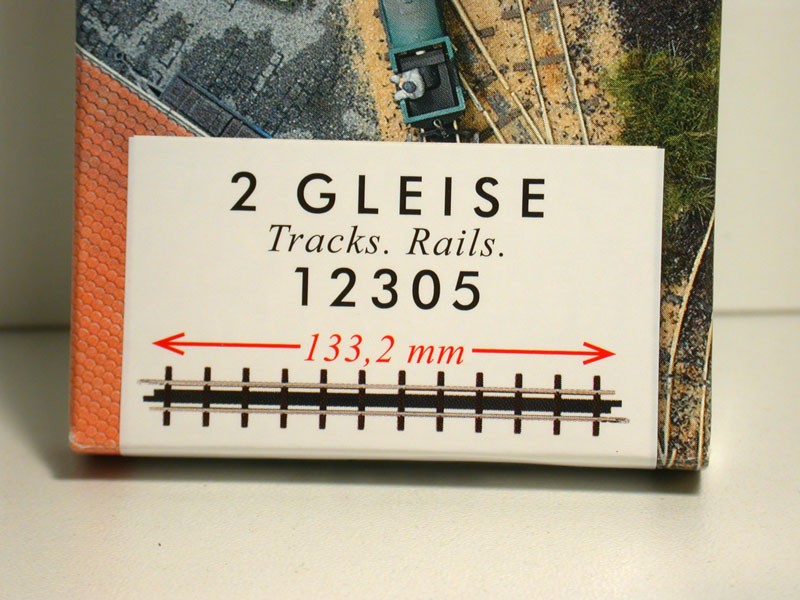 2 GLEISE
Tracks. Rails.
12305
133,2 mm